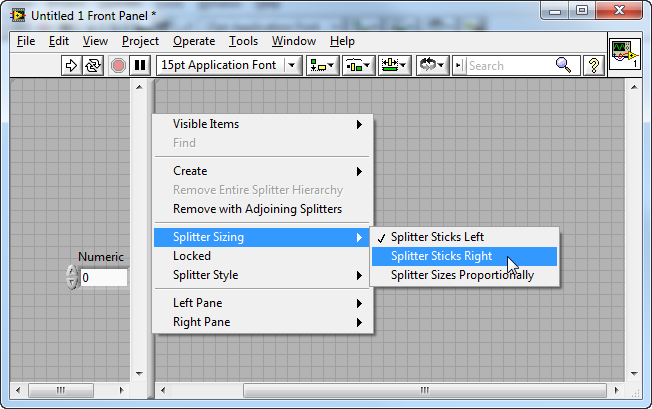 Untitled 1 Front Panel *
File Edit View Project Operate Tools Window Help
15pt Application Font
Search
?
1
Visible Items
Find
Create
Remove Entire Splitter Hierarchy
Remove with Adjoining Splitters
Splitter Sizing
Splitter Sticks Left
Locked
Splitter Sticks Right
Splitter Style
Splitter Sizes Proportionally
Numeric
0
Left Pane
Right Pane